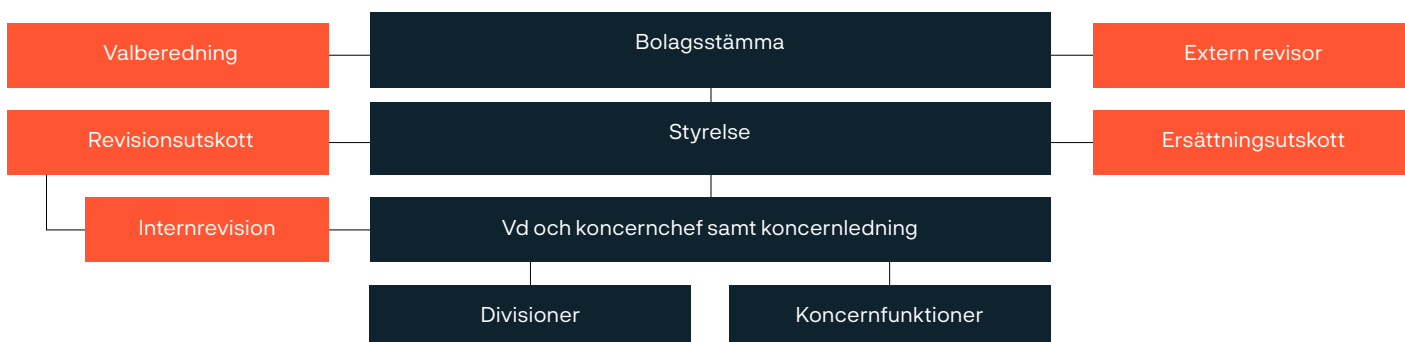 Valberedning
Bolagsstämma
Extern revisor
Revisionsutskott
Styrelse
Ersättningsutskott
Internrevision
Vd och koncernchef samt koncernledning
Divisioner
Koncernfunktioner